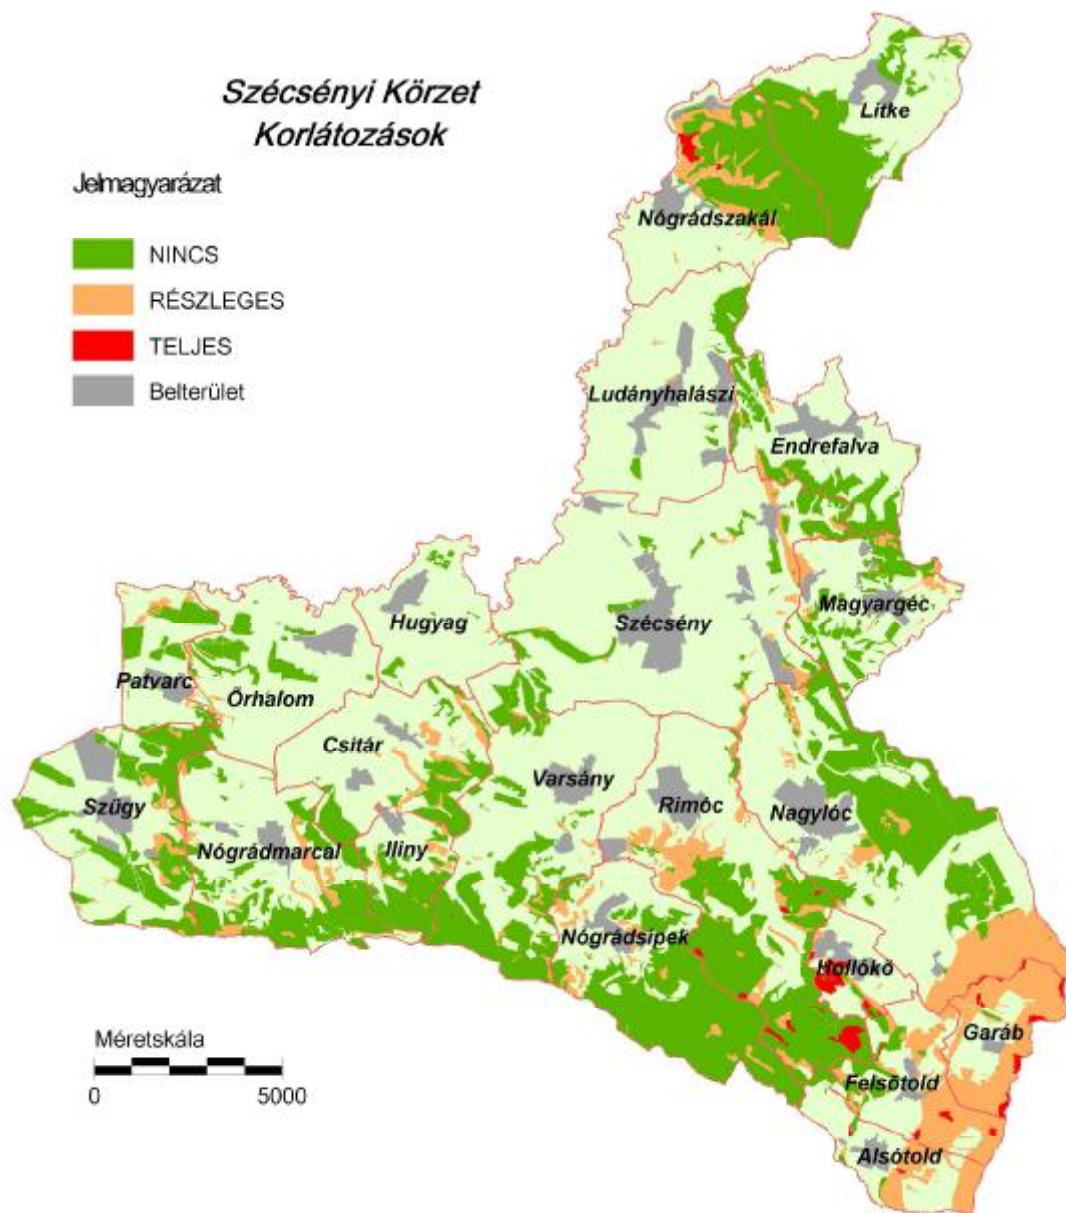 Szécsényi Körzet
Korlátozások
Jelmagyarázat
NINCS
RÉSZLEGES
TELJES
Belterület
Litke
Nógrádszakál
Ludányhalászi
Endrefalva
Magyargéc
Hugyag
Szécsény
Patvarc
Őrhalom
Csitár
Varsány
Rimóc
Nagylóc
Szügy
Nógrádmarcal
Iliny
Nógrádsipek
Hollókő
Garáb
Felsőtold
Alsótold
Méretskála
0 5000